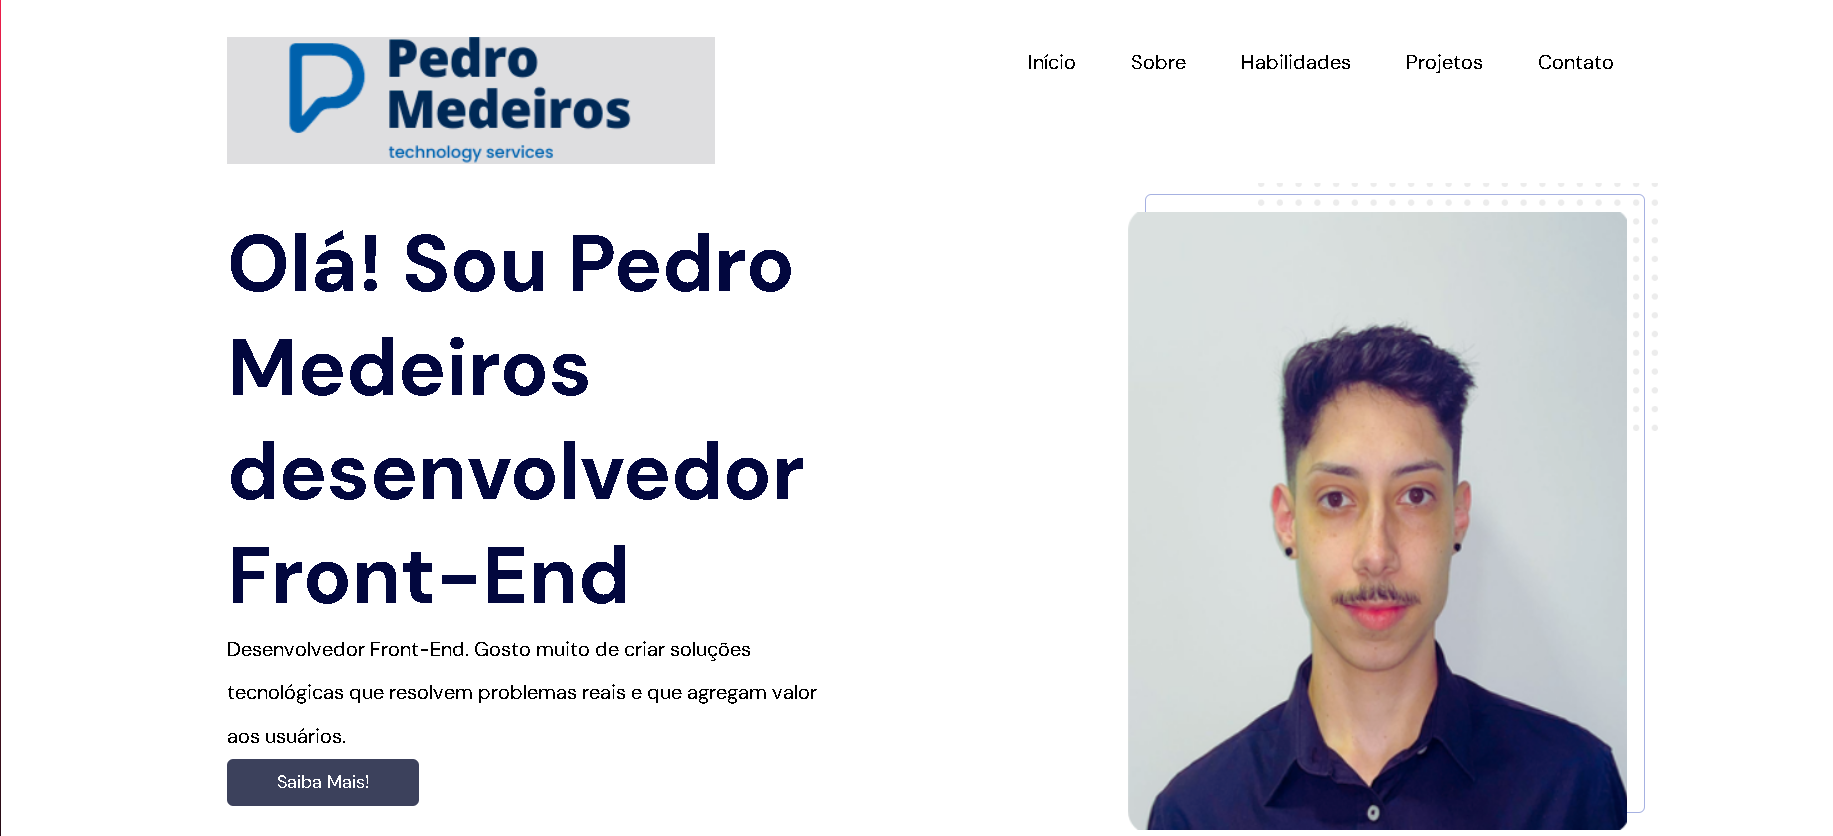 Pedro
Medeiros
technology services
Início Sobre Habilidades Projetos Contato
Olá! Sou Pedro
Medeiros
desenvolvedor
Front-End
Desenvolvedor Front-End. Gosto muito de criar soluções
tecnológicas que resolvem problemas reais e que agregam valor
aos usuários.
Saiba Mais!